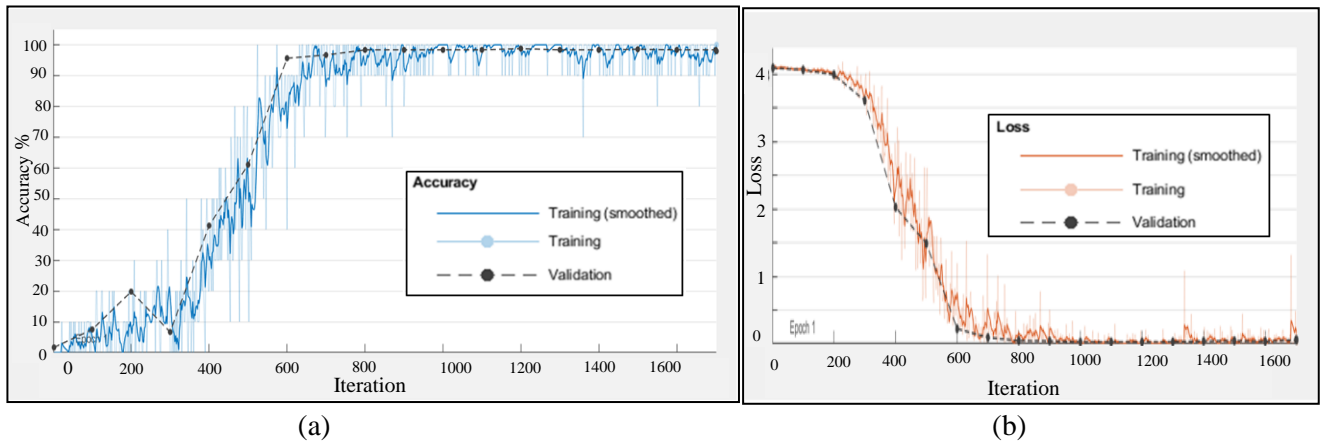 100
90
80
70
60
50
40
30
20
10
0
Accuracy %
Accuracy
Training (smoothed)
Training
Validation
Epoch
0 200 400 600 800 1000 1200 1400 1600
Iteration
(a)
4
3
2
1
0
Loss
Loss
Training (smoothed)
Training
Validation
Epoch 1
0 200 400 600 800 1000 1200 1400 1600
Iteration
(b)